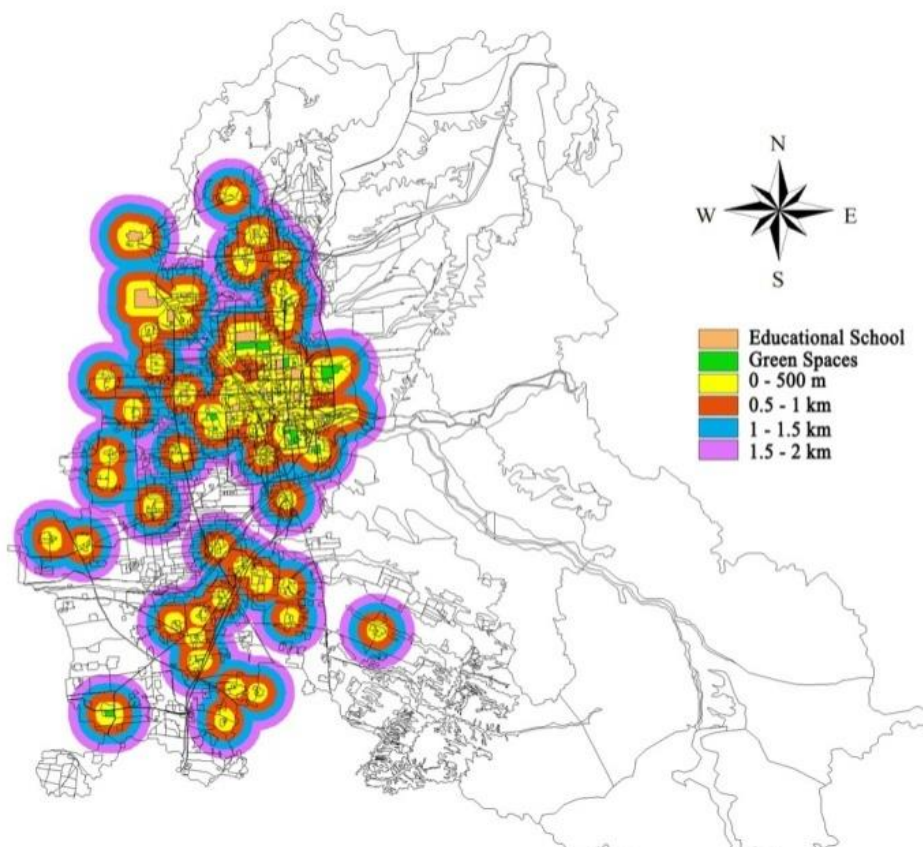 N
W E
S
Educational School
Green Spaces
0 - 500 m
0.5 - 1 km
1 - 1.5 km
1.5 - 2 km